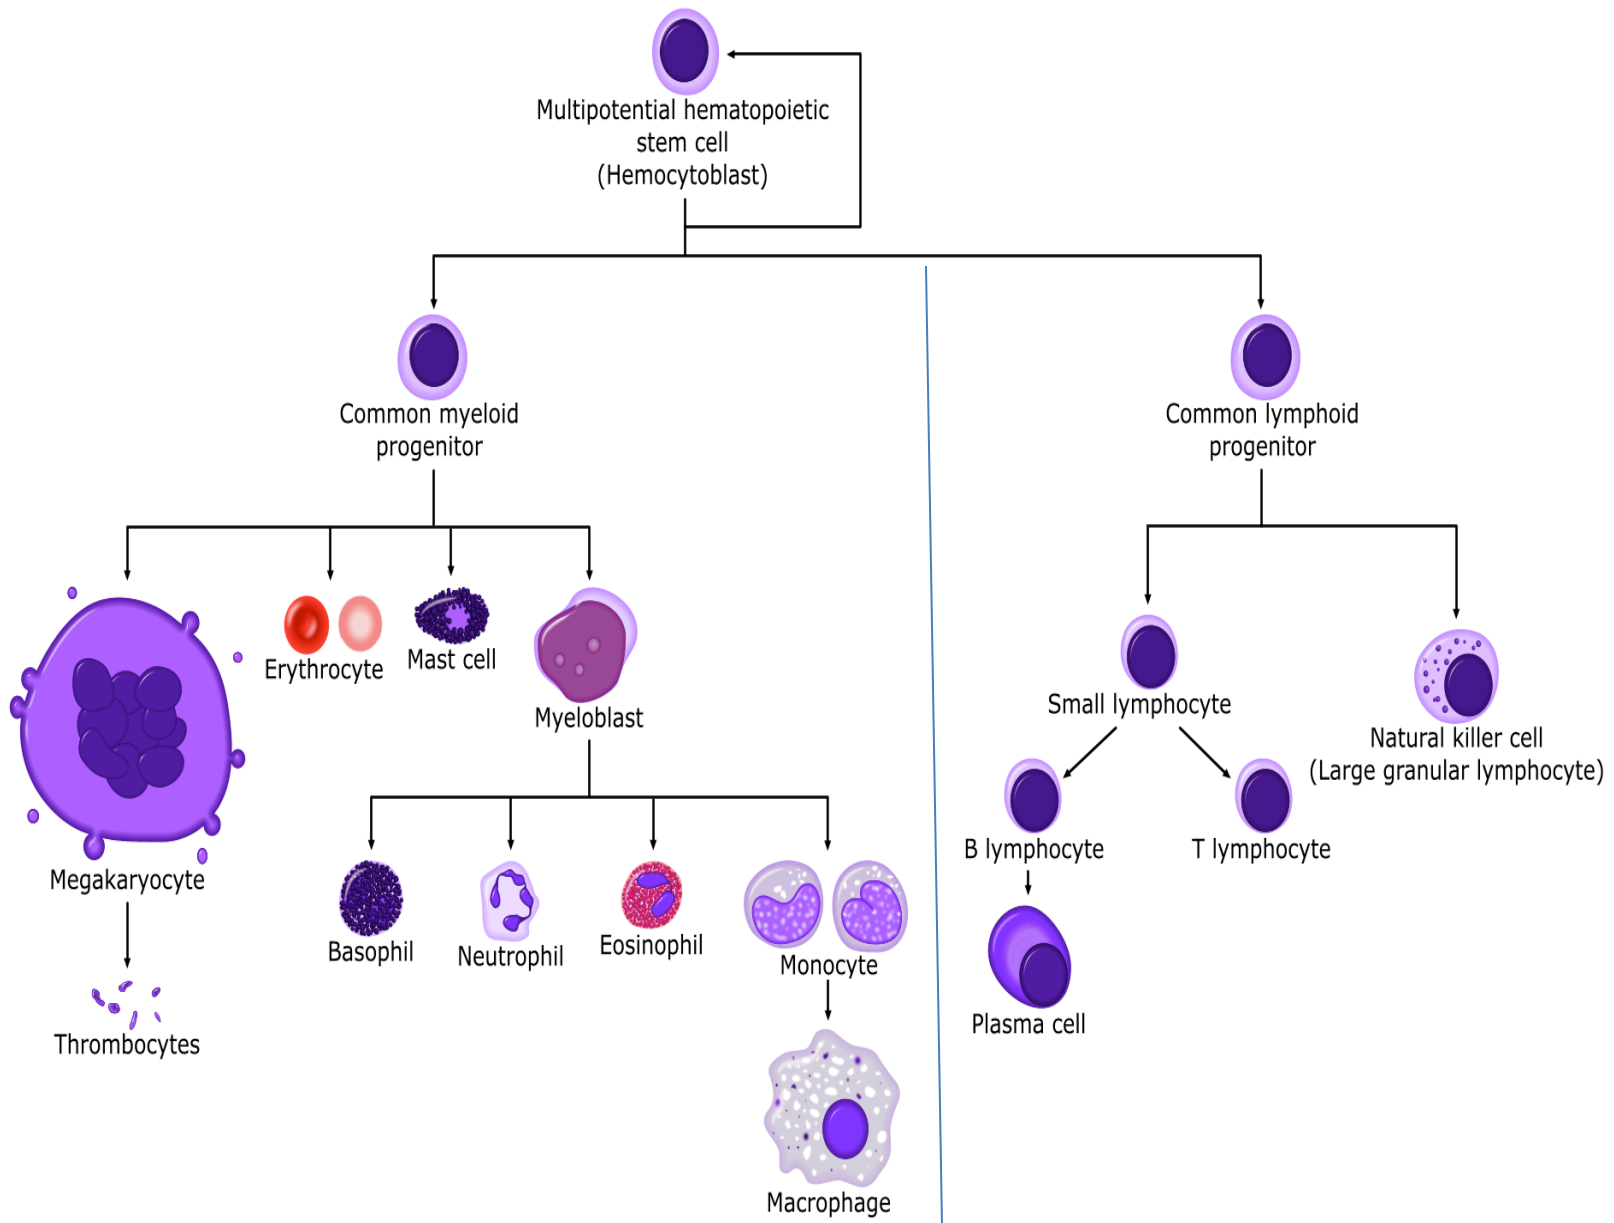 Multipotential hematopoietic
stem cell
(Hemocytoblast)
Common myeloid
progenitor
Common lymphoid
progenitor
Erythrocyte
Mast cell
Myeloblast
Small lymphocyte
Natural killer cell
(Large granular lymphocyte)
B lymphocyte
T lymphocyte
Megakaryocyte
Basophil
Neutrophil
Eosinophil
Monocyte
Plasma cell
Thrombocytes
Macrophage